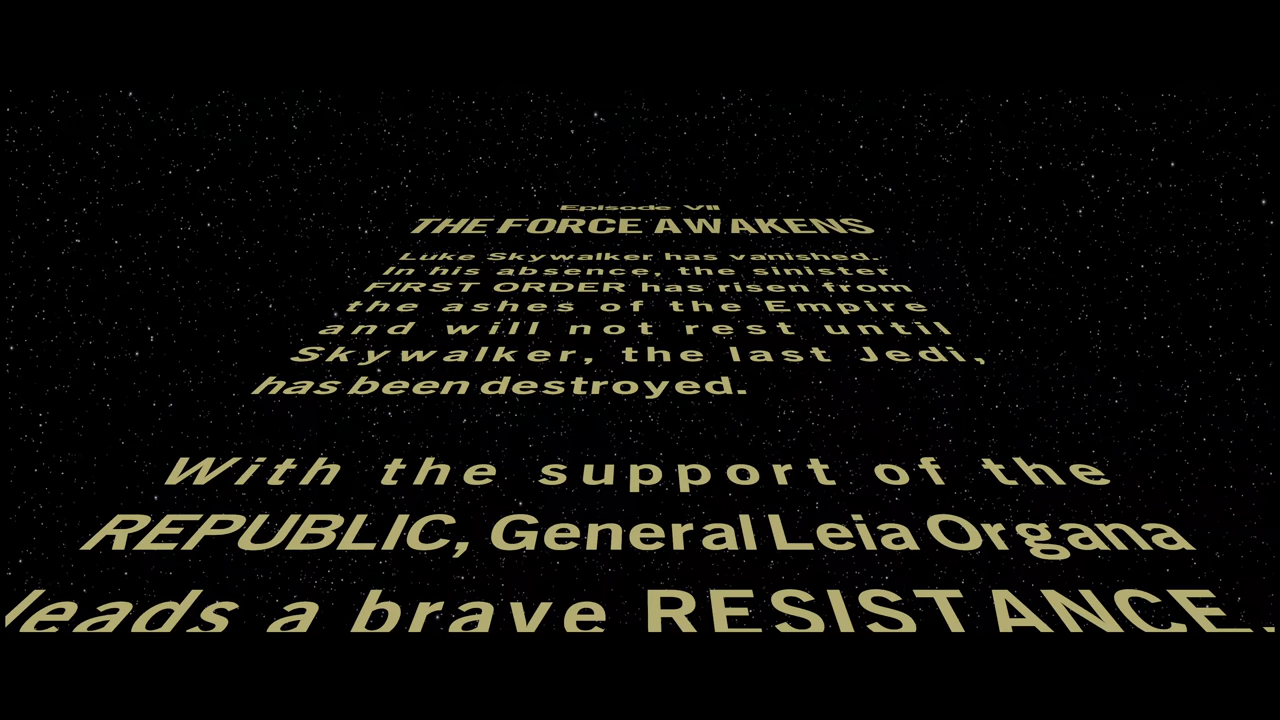 Episode VII
THE FORCE AWAKENS
Luke Skywalker has vanished.
In his absence, the sinister
FIRST ORDER has risen from
the ashes of the Empire
and will not rest until
Skywalker, the last Jedi,
has been destroyed.
With the support of the
REPUBLIC, General Leia Organa
leads a brave RESISTANCE.